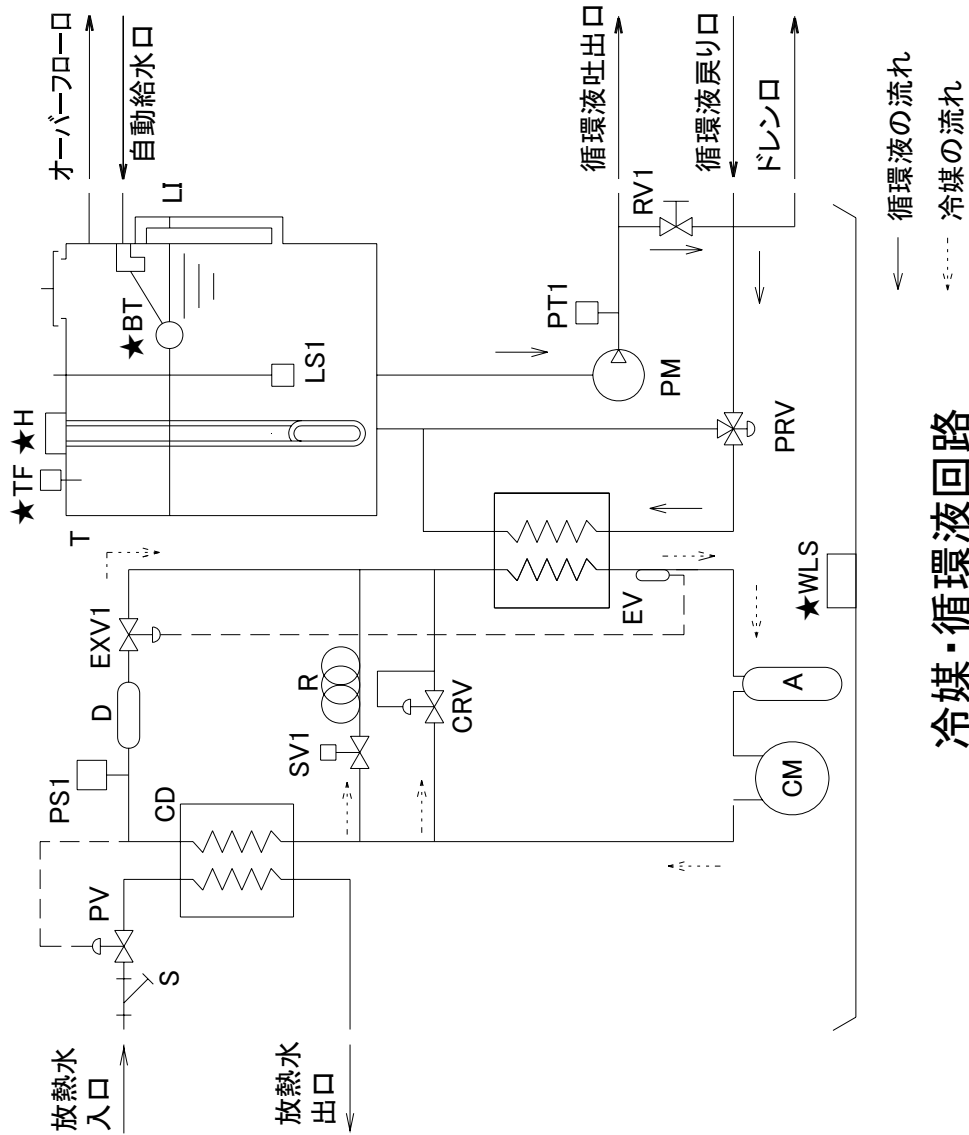 オーバーフロー口
自動給水口
循環液吐出口
循環液戻り口
ドレン口
LI
RV1
★BT
LS1
PT1
PM
★H
★TF
T
PRV
EXV1
D
PS1
R
SV1
CRV
EV
★WLS
A
CM
CD
PV
S
放熱水
入口
放熱水
出口
循環液の流れ
冷媒の流れ
冷媒・循環液回路